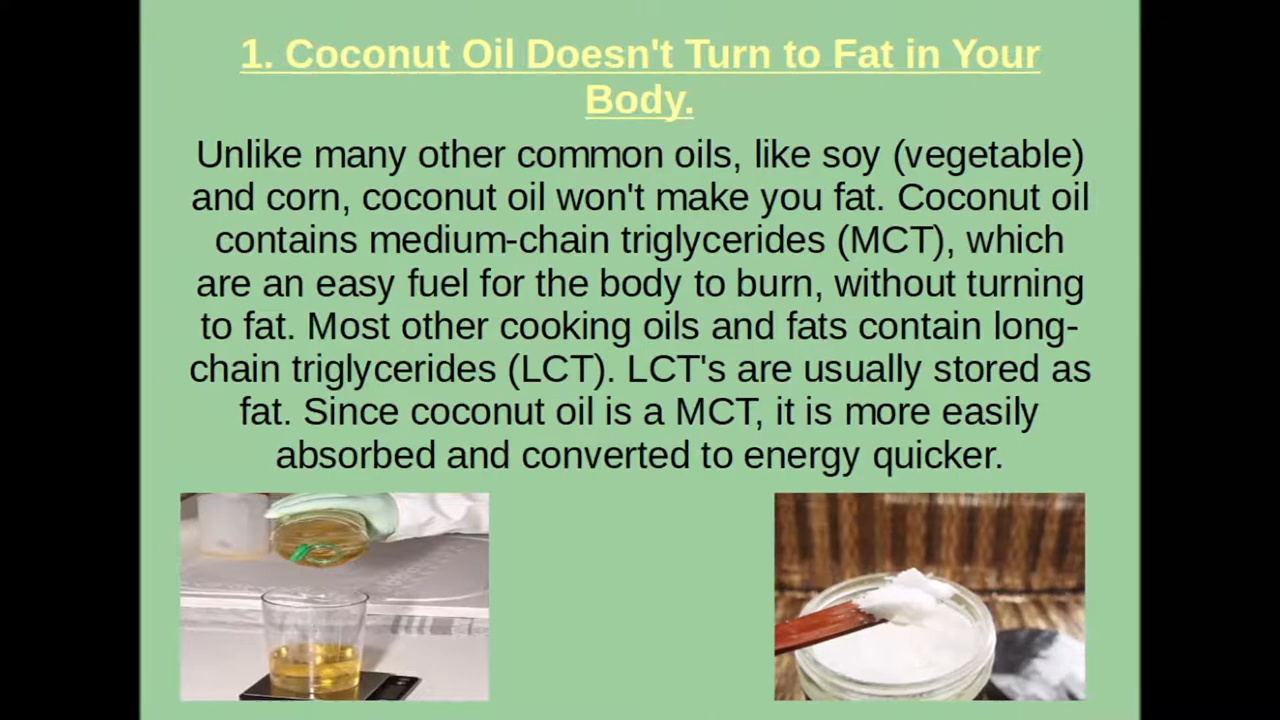 1. Coconut Oil Doesn't Turn to Fat in Your
Body.
Unlike many other common oils, like soy (vegetable)
and corn, coconut oil won't make you fat. Coconut oil
contains medium-chain triglycerides (MCT), which
are an easy fuel for the body to burn, without turning
to fat. Most other cooking oils and fats contain long-
chain triglycerides (LCT). LCT's are usually stored as
fat. Since coconut oil is a MCT, it is more easily
absorbed and converted to energy quicker.